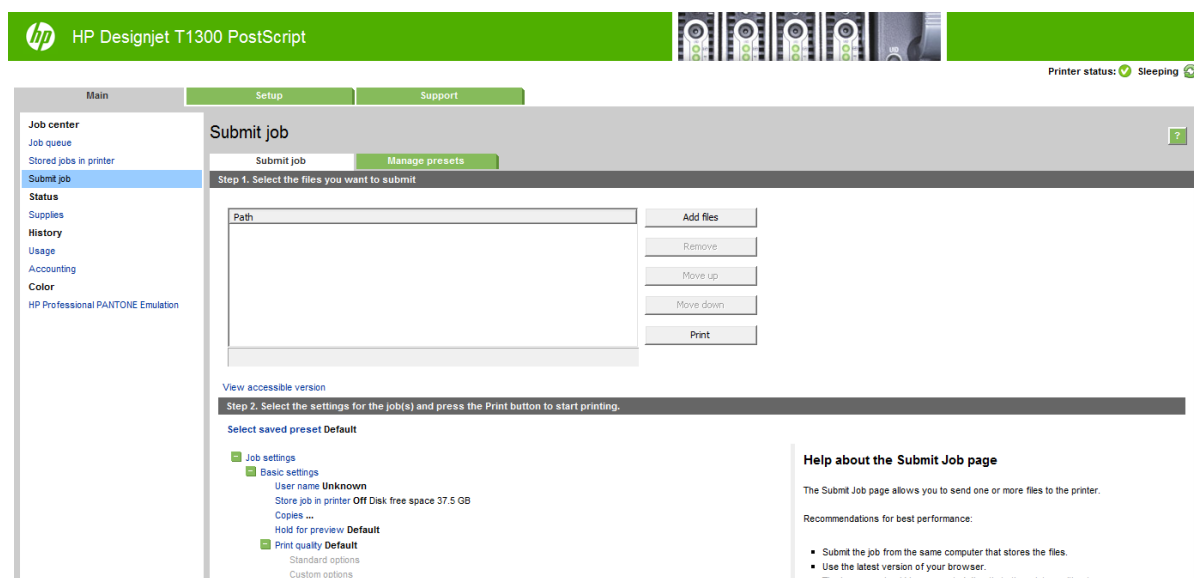 hp HP Designjet T1300 PostScript
UID
Printer status: Sleeping
Main Setup Support
Job center
Job queue
Stored jobs in printer
Submit job
Status
Supplies
History
Usage
Accounting
Color
HP Professional PANTONE Emulation
Submit job
?
Submit job Manage presets
Step 1. Select the files you want to submit
Path
Add files
Remove
Move up
Move down
Print
View accessible version
Step 2. Select the settings for the job(s) and press the Print button to start printing.
Select saved preset Default
Job settings
Basic settings
User name Unknown
Store job in printer Off Disk free space 37.5 GB
Copies ...
Hold for preview Default
Print quality Default
Standard options
Custom options
Help about the Submit Job page
The Submit Job page allows you to send one or more files to the printer.
Recommendations for best performance:
Submit the job from the same computer that stores the files.
Use the latest version of your browser.